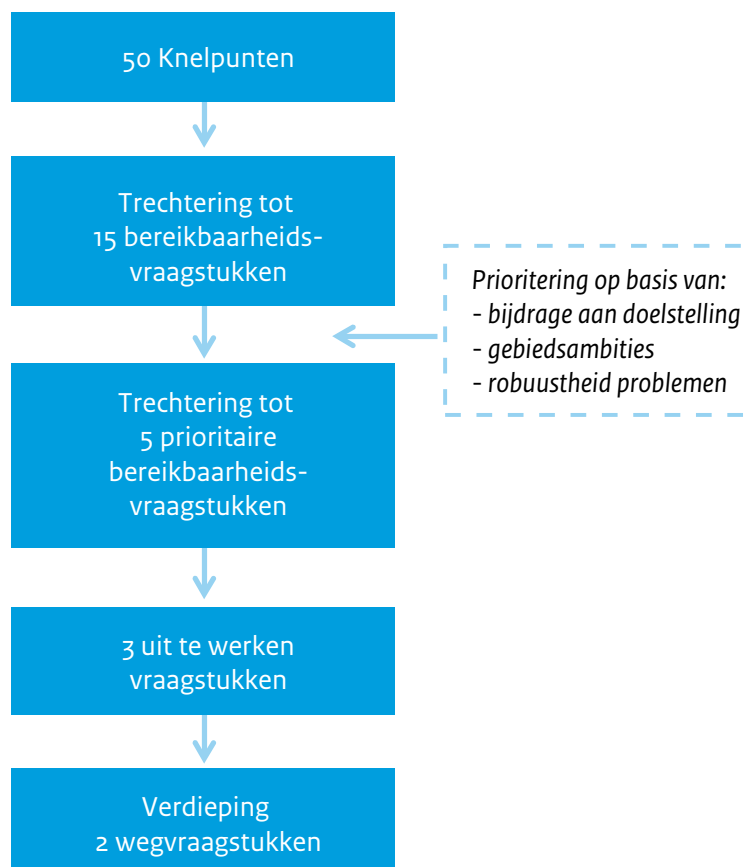 50 Knelpunten
Trechtering tot
15 bereikbaarheids-
vraagstukken
Prioritering op basis van:
- bijdrage aan doelstelling
- gebiedsambities
- robuustheid problemen
Trechtering tot
5 prioritaire
bereikbaarheids-
vraagstukken
3 uit te werken
vraagstukken
Verdieping
2 wegvraagstukken